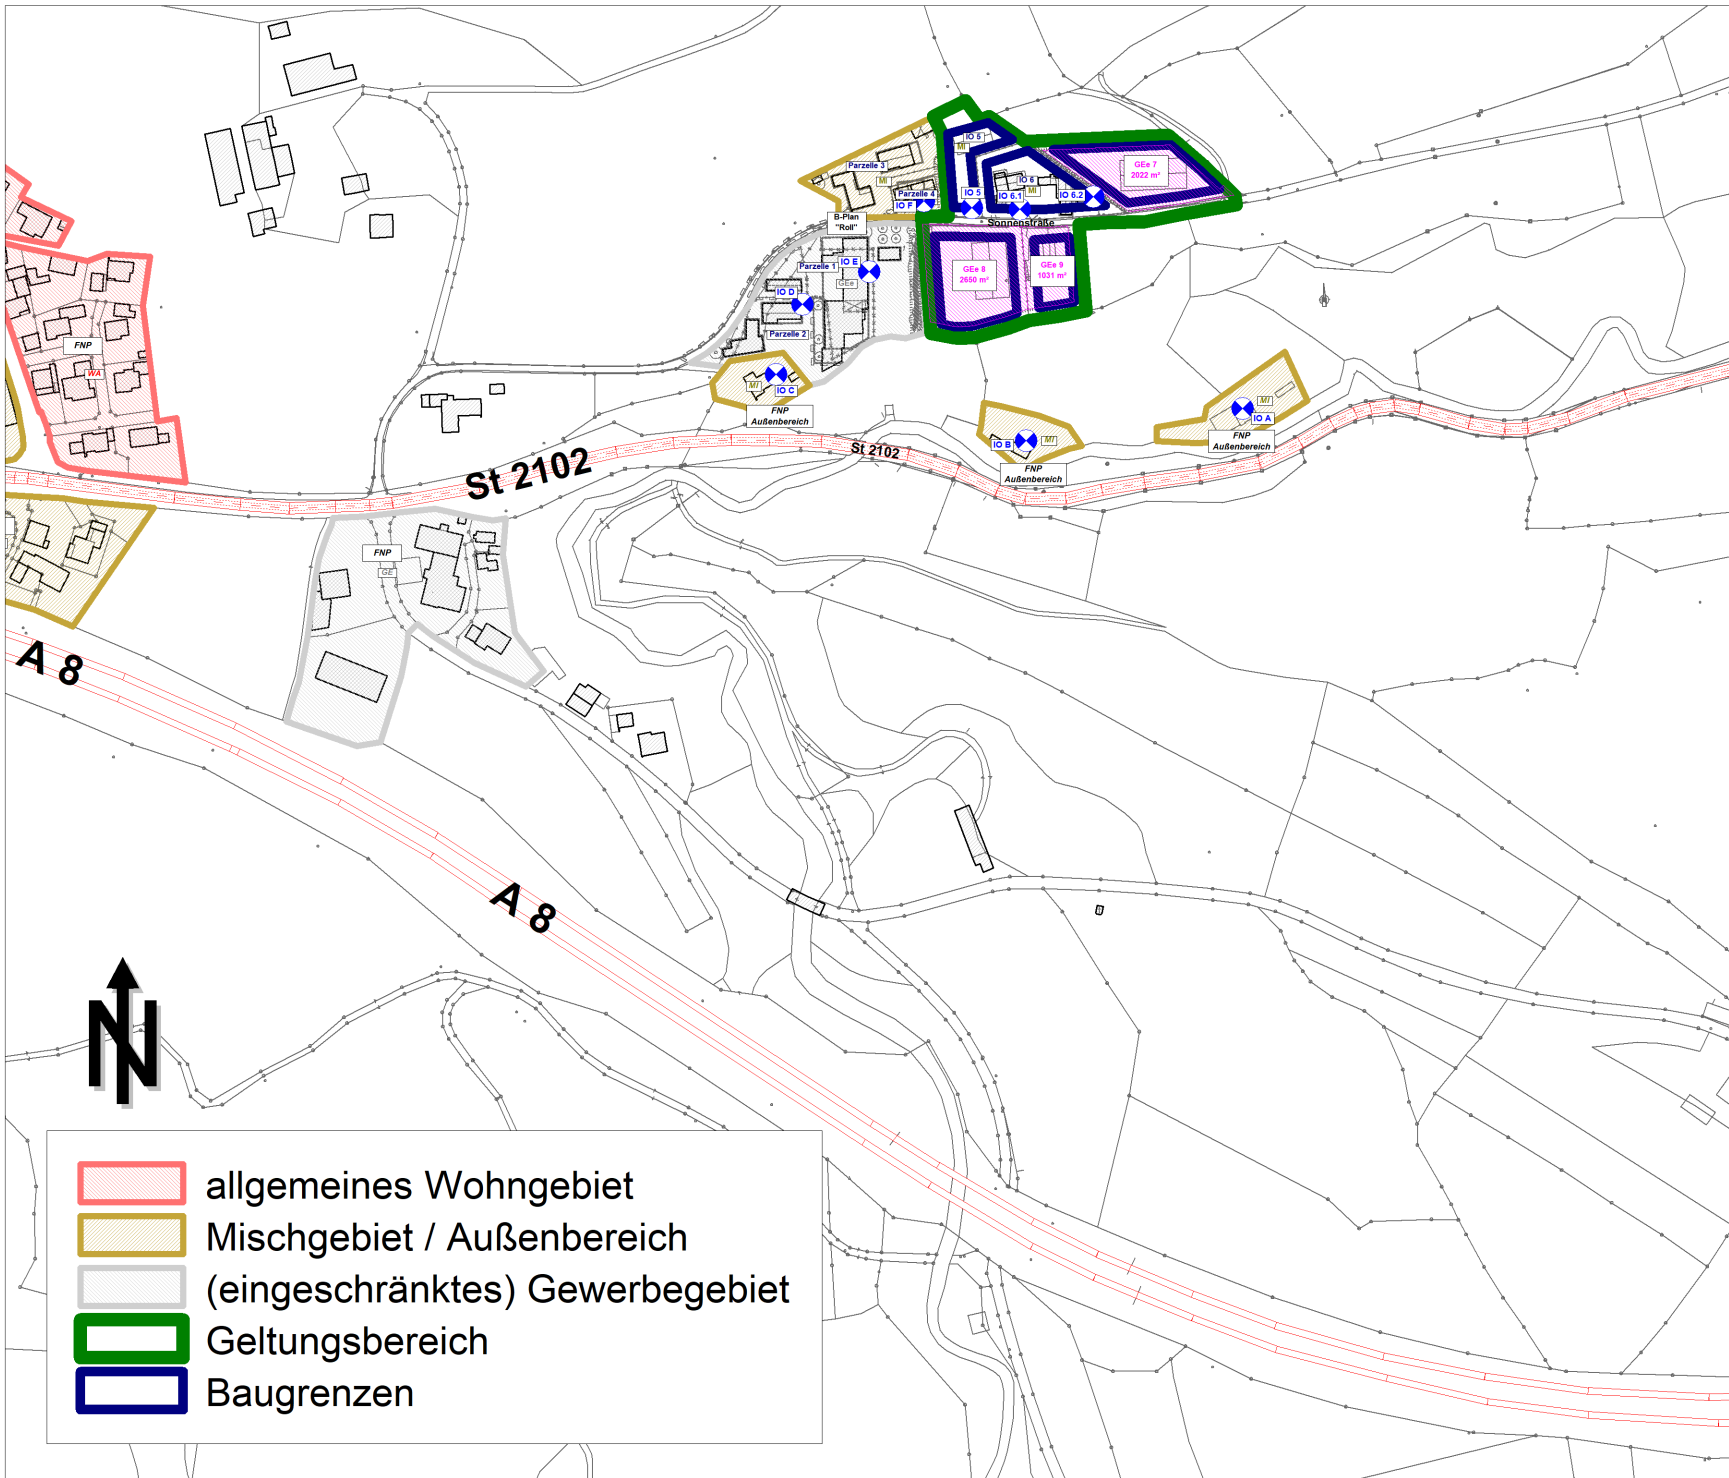 IO 5
MI
Parzelle 3
MI
GEe 7
2022 m²
IO 6
MI
Parzelle 4
IO F
IO 5
IO 6.1
IO 6.2
B-Plan
"Roll"
Sonnenstraße
Parzelle 1
IO E
GEe
GEe 8
2650 m²
GEe 9
1031 m²
IO D
Parzelle 2
FNP
WA
MI
IO C
FNP
Außenbereich
MI
IO A
FNP
Außenbereich
IO B
MI
FNP
Außenbereich
St 2102
St 2102
FNP
GE
A 8
A 8
N
allgemeines Wohngebiet
Mischgebiet / Außenbereich
(eingeschränktes) Gewerbegebiet
Geltungsbereich
Baugrenzen